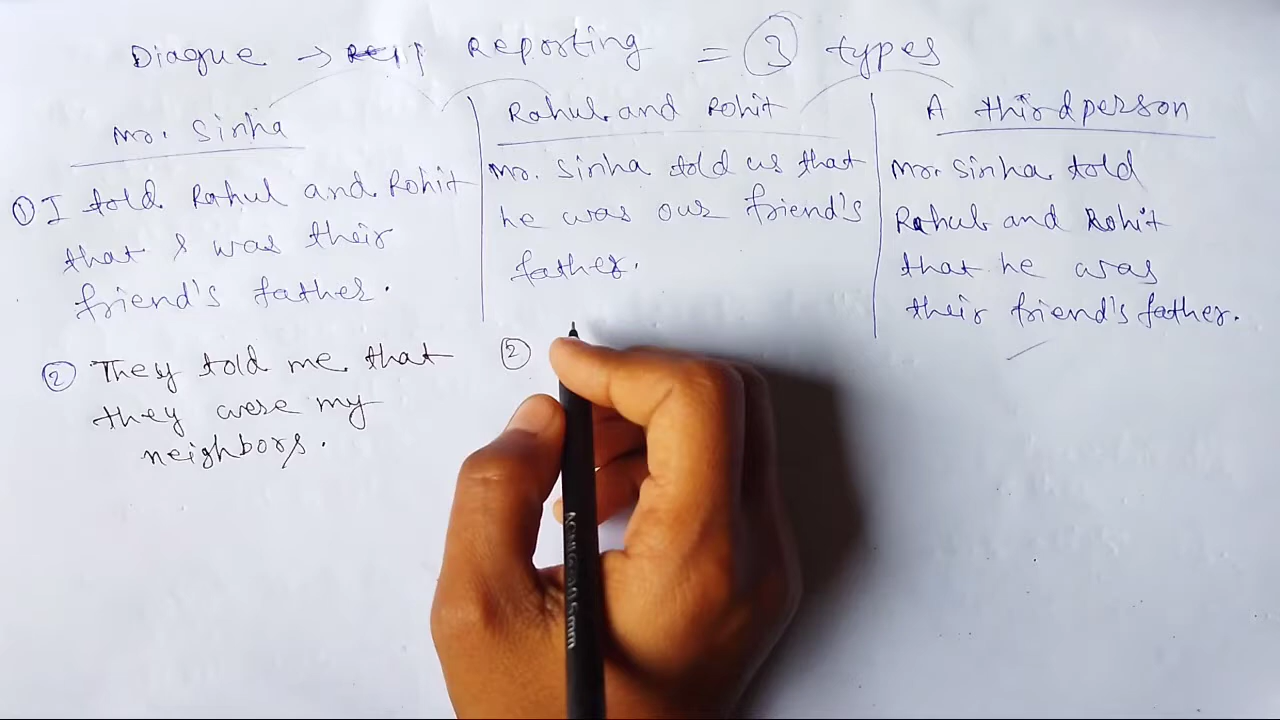 Diaogue → Reporting = 3 types
Mr. Sinha
① I told Rahul and Rohit
that I was their
friend's father.
② They told me that
they were my
neighbors.
Rahul and Rohit
Mr. Sinha told us that
he was our friend's
father.
②
A third person
Mr. Sinha told
Rahul and Rohit
that he was
their friend's father.